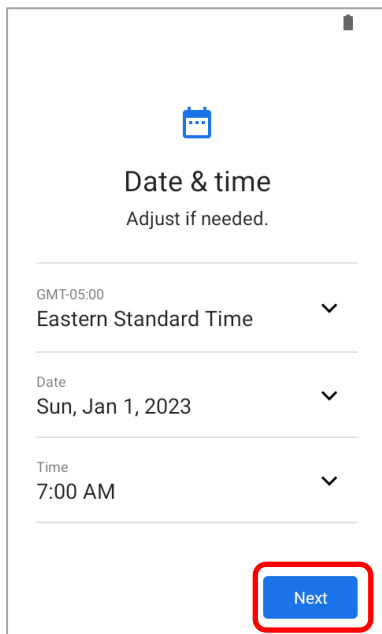 Date & time
Adjust if needed.
GMT-05:00
Eastern Standard Time
Date
Sun, Jan 1, 2023
Time
7:00 AM
Next